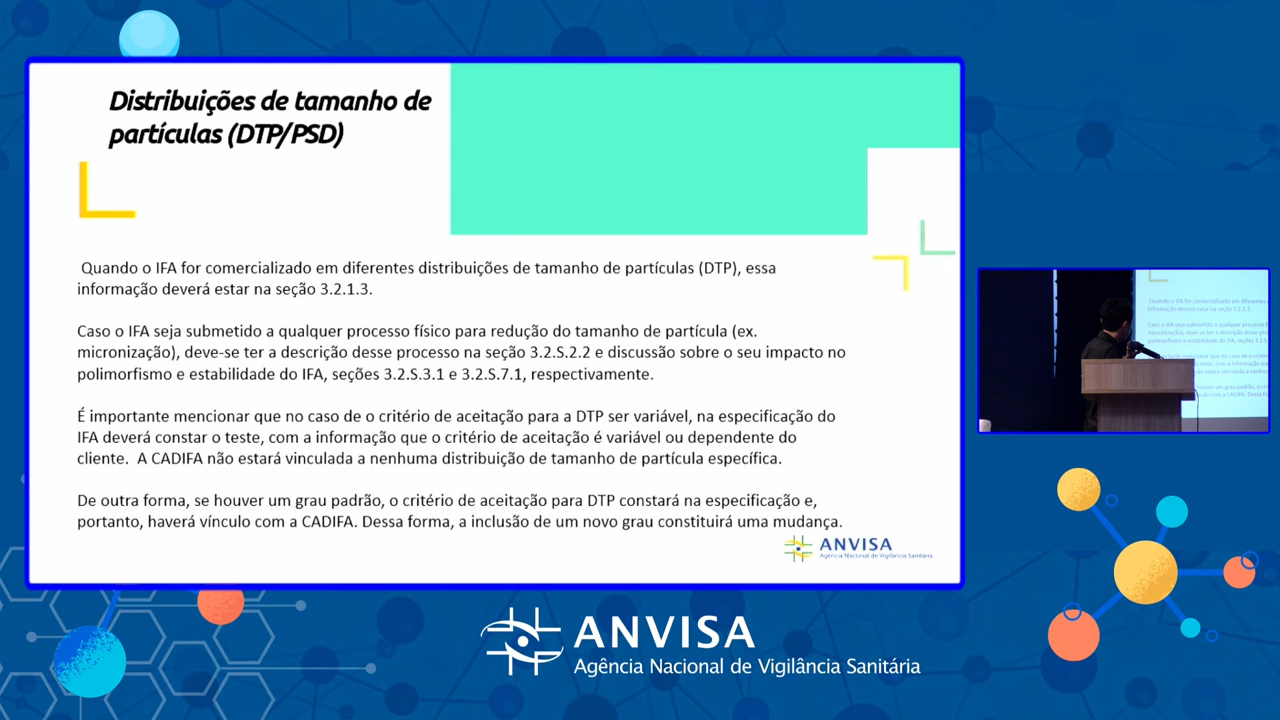 Distribuições de tamanho de
partículas (DTP/PSD)
Quando o IFA for comercializado em diferentes distribuições de tamanho de partículas (DTP), essa
informação deverá estar na seção 3.2.1.3.
Caso o IFA seja submetido a qualquer processo físico para redução do tamanho de partícula (ex.
micronização), deve-se ter a descrição desse processo na seção 3.2.S.2.2 e discussão sobre o seu impacto no
polimorfismo e estabilidade do IFA, seções 3.2.S.3.1 e 3.2.S.7.1, respectivamente.
É importante mencionar que no caso de o critério de aceitação para a DTP ser variável, na especificação do
IFA deverá constar o teste, com a informação que o critério de aceitação é variável ou dependente do
cliente.  A CADIFA não estará vinculada a nenhuma distribuição de tamanho de partícula específica.
De outra forma, se houver um grau padrão, o critério de aceitação para DTP constará na especificação e,
portanto, haverá vínculo com a CADIFA. Dessa forma, a inclusão de um novo grau constituirá uma mudança.
ANVISA
Agência Nacional de Vigilância Sanitária
ANVISA
Agência Nacional de Vigilância Sanitária